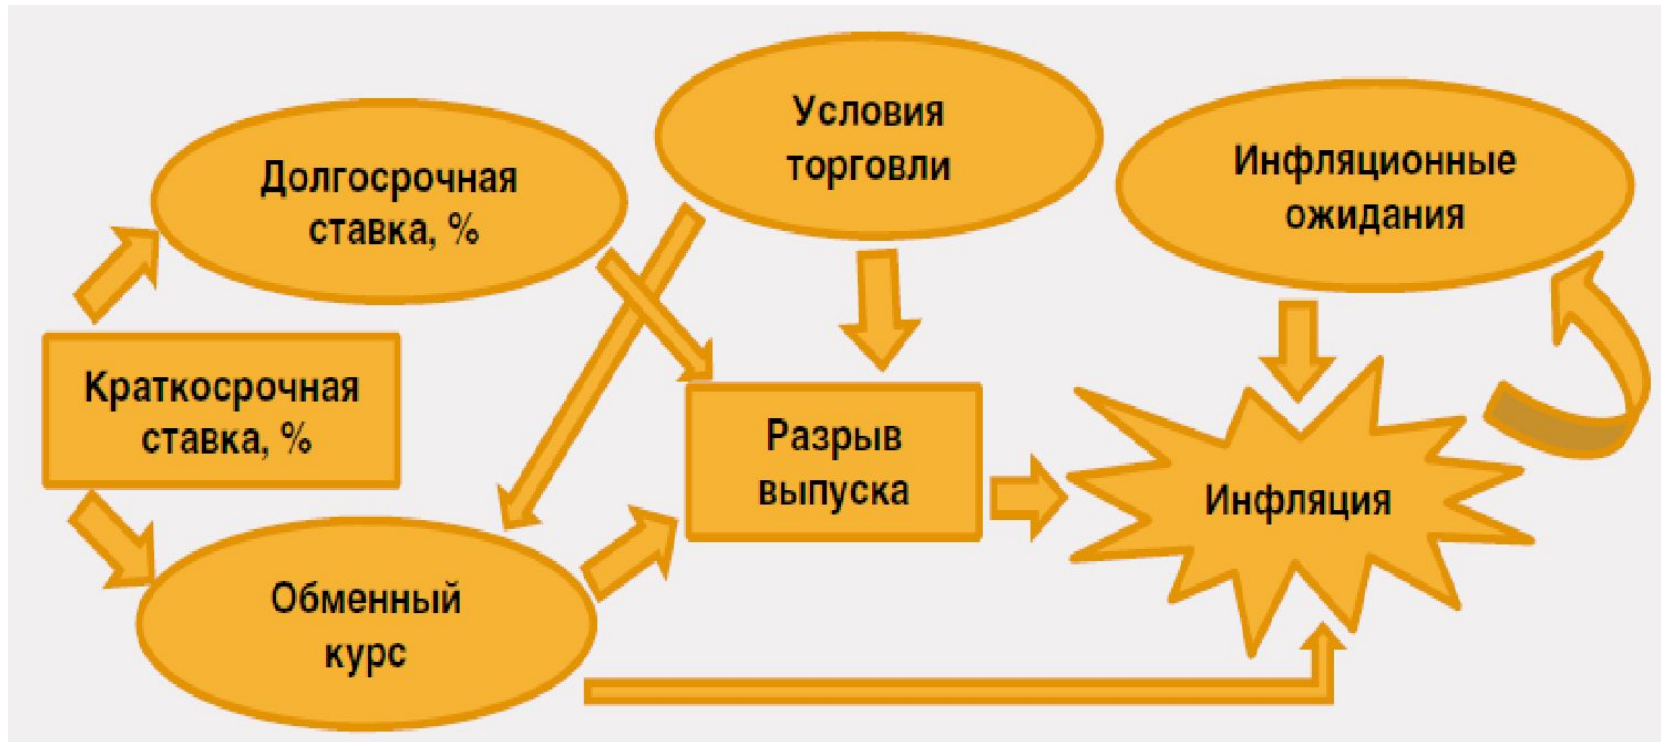 Условия
торговли
Инфляционные
ожидания
Долгосрочная
ставка, %
Краткосрочная
ставка, %
Разрыв
выпуска
Инфляция
Обменный
курс